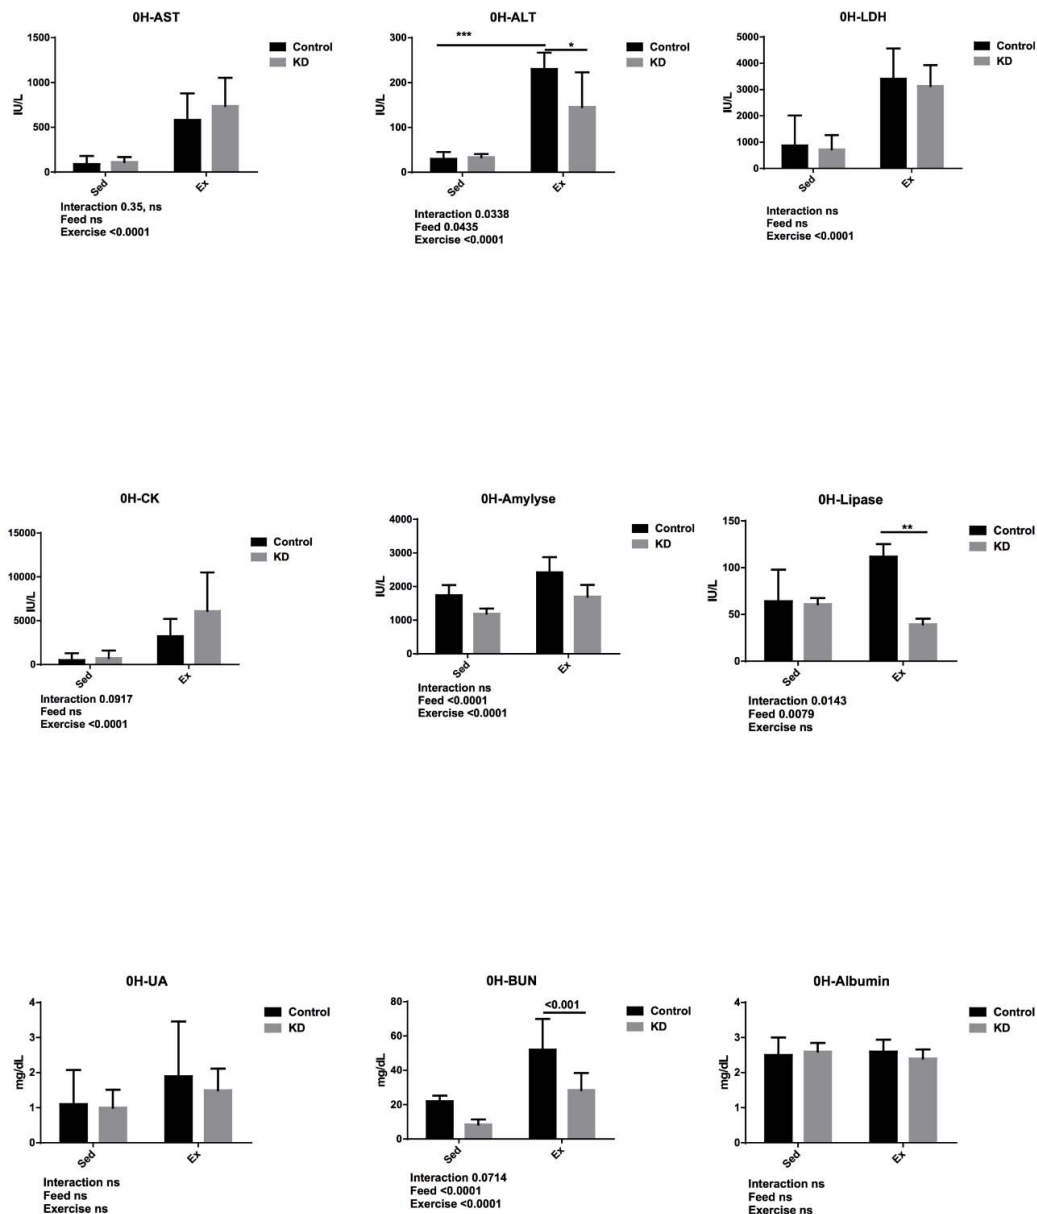 0H-AST
1500
1000
500
0
IU/L
Sed
Ex
Control
KD
Interaction 0.35, ns
Feed ns
Exercise <0.0001
0H-ALT
300
200
100
0
IU/L
***
*
Sed
Ex
Control
KD
Interaction 0.0338
Feed 0.0435
Exercise <0.0001
0H-LDH
5000
4000
3000
2000
1000
0
IU/L
Sed
Ex
Control
KD
Interaction ns
Feed ns
Exercise <0.0001
0H-CK
15000
10000
5000
0
IU/L
Sed
Ex
Control
KD
Interaction 0.0917
Feed ns
Exercise <0.0001
0H-Amylyse
4000
3000
2000
1000
0
IU/L
Sed
Ex
Control
KD
Interaction ns
Feed <0.0001
Exercise <0.0001
0H-Lipase
150
100
50
0
IU/L
**
Sed
Ex
Control
KD
Interaction 0.0143
Feed 0.0079
Exercise ns
0H-UA
4
3
2
1
0
mg/dL
Sed
Ex
Control
KD
Interaction ns
Feed ns
Exercise ns
0H-BUN
80
60
40
20
0
mg/dL
<0.001
Sed
Ex
Control
KD
Interaction 0.0714
Feed <0.0001
Exercise <0.0001
0H-Albumin
4
3
2
1
0
mg/dL
Sed
Ex
Control
KD
Interaction ns
Feed ns
Exercise ns